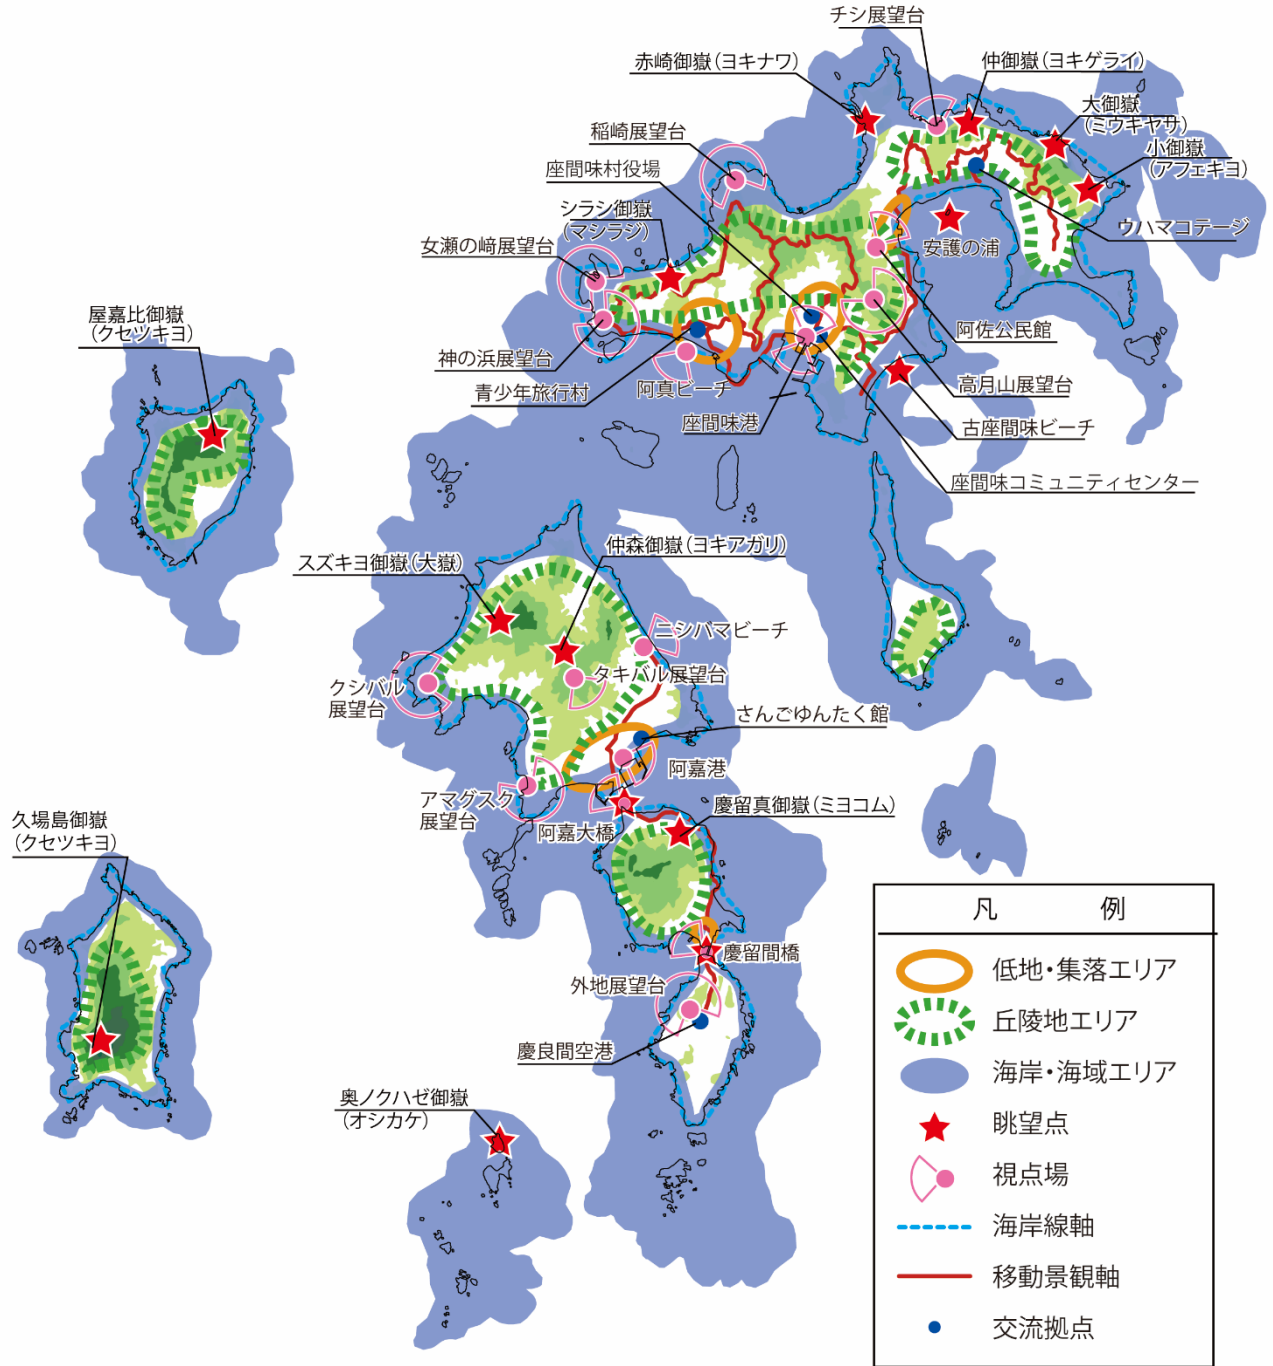 チシ展望台
赤崎御嶽（ヨキナワ）
仲御嶽（ヨキゲライ）
大御嶽
（ミウキヤサ）
稲崎展望台
小御嶽
（アフェキヨ）
座間味村役場
シラシ御嶽
（マシラジ）
ウハマコテージ
女瀬の﨑展望台
安護の浦
屋嘉比御嶽
（クセツキヨ）
阿佐公民館
神の浜展望台
青少年旅行村
阿真ビーチ
高月山展望台
座間味港
古座間味ビーチ
座間味コミュニティセンター
仲森御嶽（ヨキアガリ）
スズキヨ御嶽（大嶽）
ニシバマビーチ
タキバル展望台
クシバル
展望台
さんごゆんたく館
阿嘉港
アマグスク
展望台
阿嘉大橋
慶留真御嶽（ミヨコム）
久場島御嶽
（クセツキヨ）
慶留間橋
外地展望台
慶良間空港
奥ノクハゼ御嶽
（オシカケ）
凡 例
低地・集落エリア
丘陵地エリア
海岸・海域エリア
眺望点
視点場
海岸線軸
移動景観軸
交流拠点